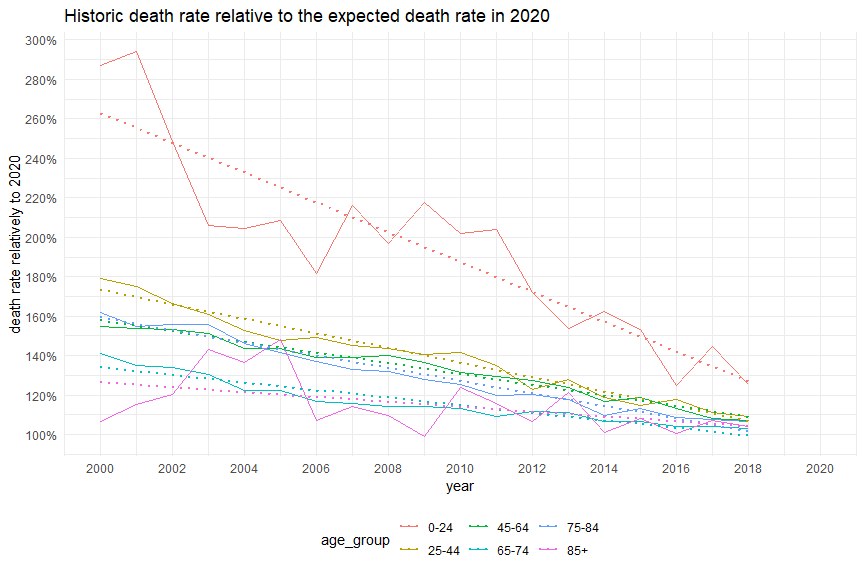 Historic death rate relative to the expected death rate in 2020
300%
280%
260%
240%
220%
200%
180%
160%
140%
120%
100%
death rate relatively to 2020
2000 2002 2004 2006 2008 2010 2012 2014 2016 2018 2020
year
age_group
0-24 45-64 75-84
25-44 65-74 85+